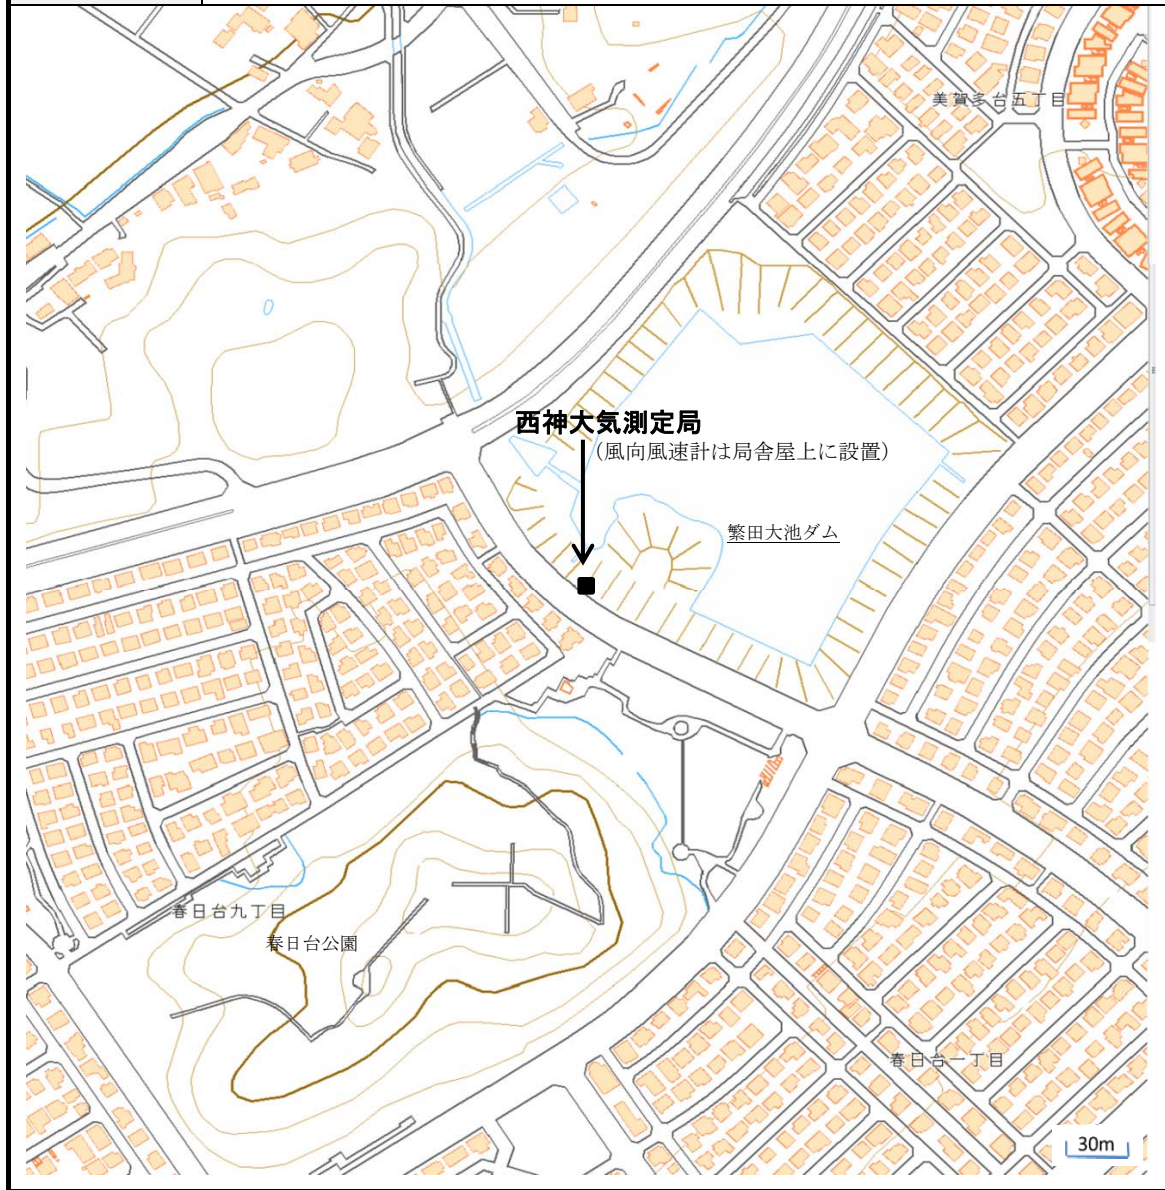 美賀多台五丁目
西神大気測定局
(風向風速計は局舎屋上に設置)
繁田大池ダム
春日台九丁目
春日台公園
春日台一丁目
30m